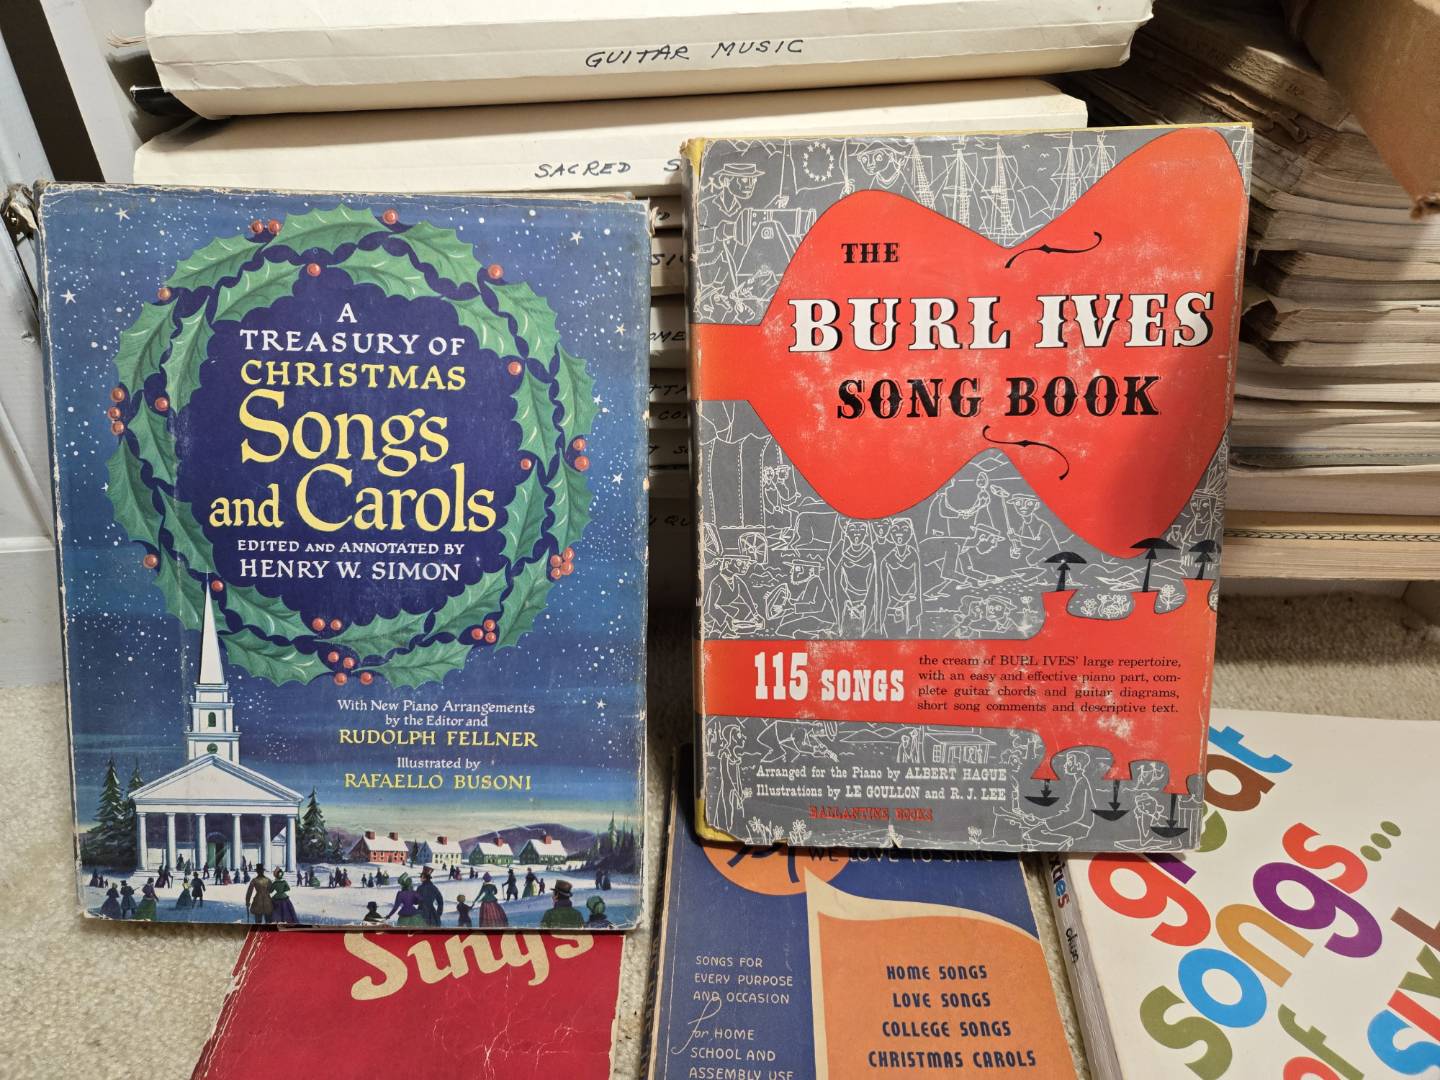 GUITAR MUSIC
SACRED S
A
TREASURY OF
CHRISTMAS
Songs
and Carols
EDITED AND ANNOTATED BY
HENRY W. SIMON
With New Piano Arrangements
by the Editor and
RUDOLPH FELLNER
Illustrated by
RAFAELLO BUSONI
THE
BURL IVES
SONG BOOK
115 SONGS
the cream of BURL IVES' large repertoire,
with an easy and effective piano part, com-
plete guitar chords and guitar diagrams,
short song comments and descriptive text.
Arranged for the Piano by ALBERT HAGUE
Illustrations by LE GOULLON and R. J. LEE
BALLANTINE BOOKS
Sings
WE LOVE TO SING
SONGS FOR
EVERY PURPOSE
AND OCCASION
for HOME
SCHOOL AND
ASSEMBLY USE
HOME SONGS
LOVE SONGS
COLLEGE SONGS
CHRISTMAS CAROLS
great
songs...
of